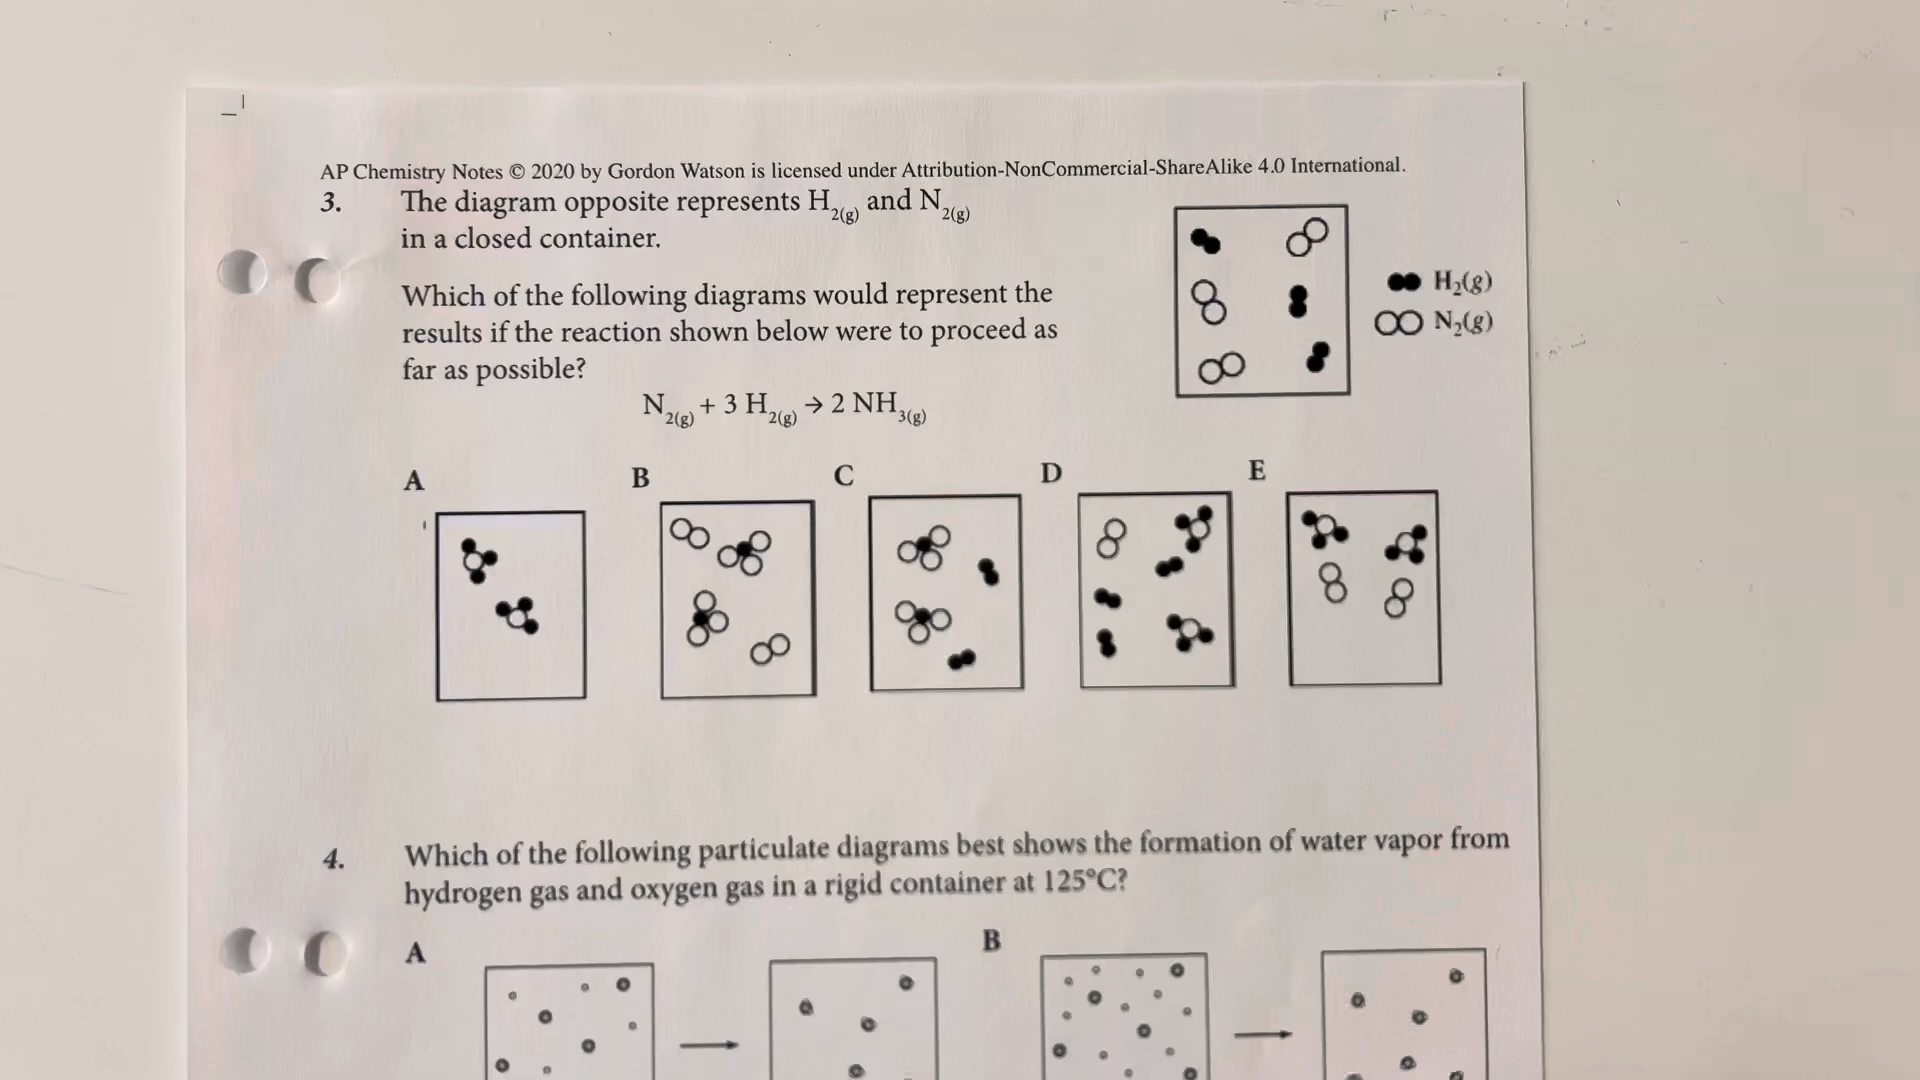 AP Chemistry Notes © 2020 by Gordon Watson is licensed under Attribution-NonCommercial-ShareAlike 4.0 International.
3. The diagram opposite represents H2(g) and N2(g)
in a closed container.
Which of the following diagrams would represent the
results if the reaction shown below were to proceed as
far as possible?
N2(g) + 3 H2(g) → 2 NH3(g)
H2(g)
N2(g)
A B C D E
4. Which of the following particulate diagrams best shows the formation of water vapor from
hydrogen gas and oxygen gas in a rigid container at 125°C?
A B